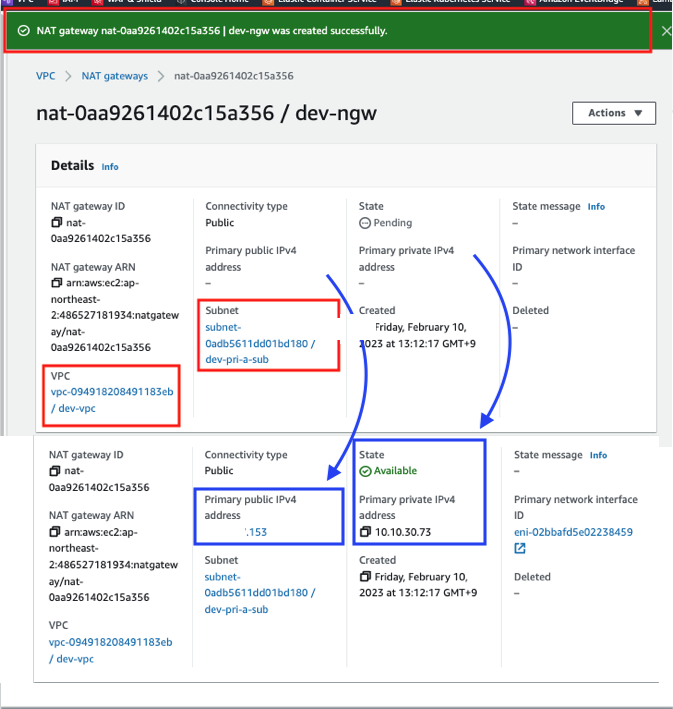 WAF & Shield
Console Home
Elastic Container Service
Elastic Kubernetes Service
Amazon EventBridge
NAT gateway nat-0aa9261402c15a356 | dev-ngw was created successfully.
VPC > NAT gateways > nat-0aa9261402c15a356
nat-0aa9261402c15a356 / dev-ngw
Actions
Details Info
NAT gateway ID
nat-
0aa9261402c15a356
NAT gateway ARN
arn:aws:ec2:ap-
northeast-
2:486527181934:natgatew
ay/nat-
0aa9261402c15a356
VPC
vpc-094918208491183eb
/ dev-vpc
Connectivity type
Public
Primary public IPv4
address
–
Subnet
subnet-
0adb5611dd01bd180 /
dev-pri-a-sub
State
Pending
Primary private IPv4
address
–
Created
Friday, February 10,
2023 at 13:12:17 GMT+9
State message Info
–
Primary network interface
ID
–
Deleted
–
NAT gateway ID
nat-
0aa9261402c15a356
NAT gateway ARN
arn:aws:ec2:ap-
northeast-
2:486527181934:natgatew
ay/nat-
0aa9261402c15a356
VPC
vpc-094918208491183eb
/ dev-vpc
Connectivity type
Public
Primary public IPv4
address
.153
Subnet
subnet-
0adb5611dd01bd180 /
dev-pri-a-sub
State
Available
Primary private IPv4
address
10.10.30.73
Created
Friday, February 10,
2023 at 13:12:17 GMT+9
State message Info
–
Primary network interface
ID
eni-02bbafd5e02238459
Deleted
–